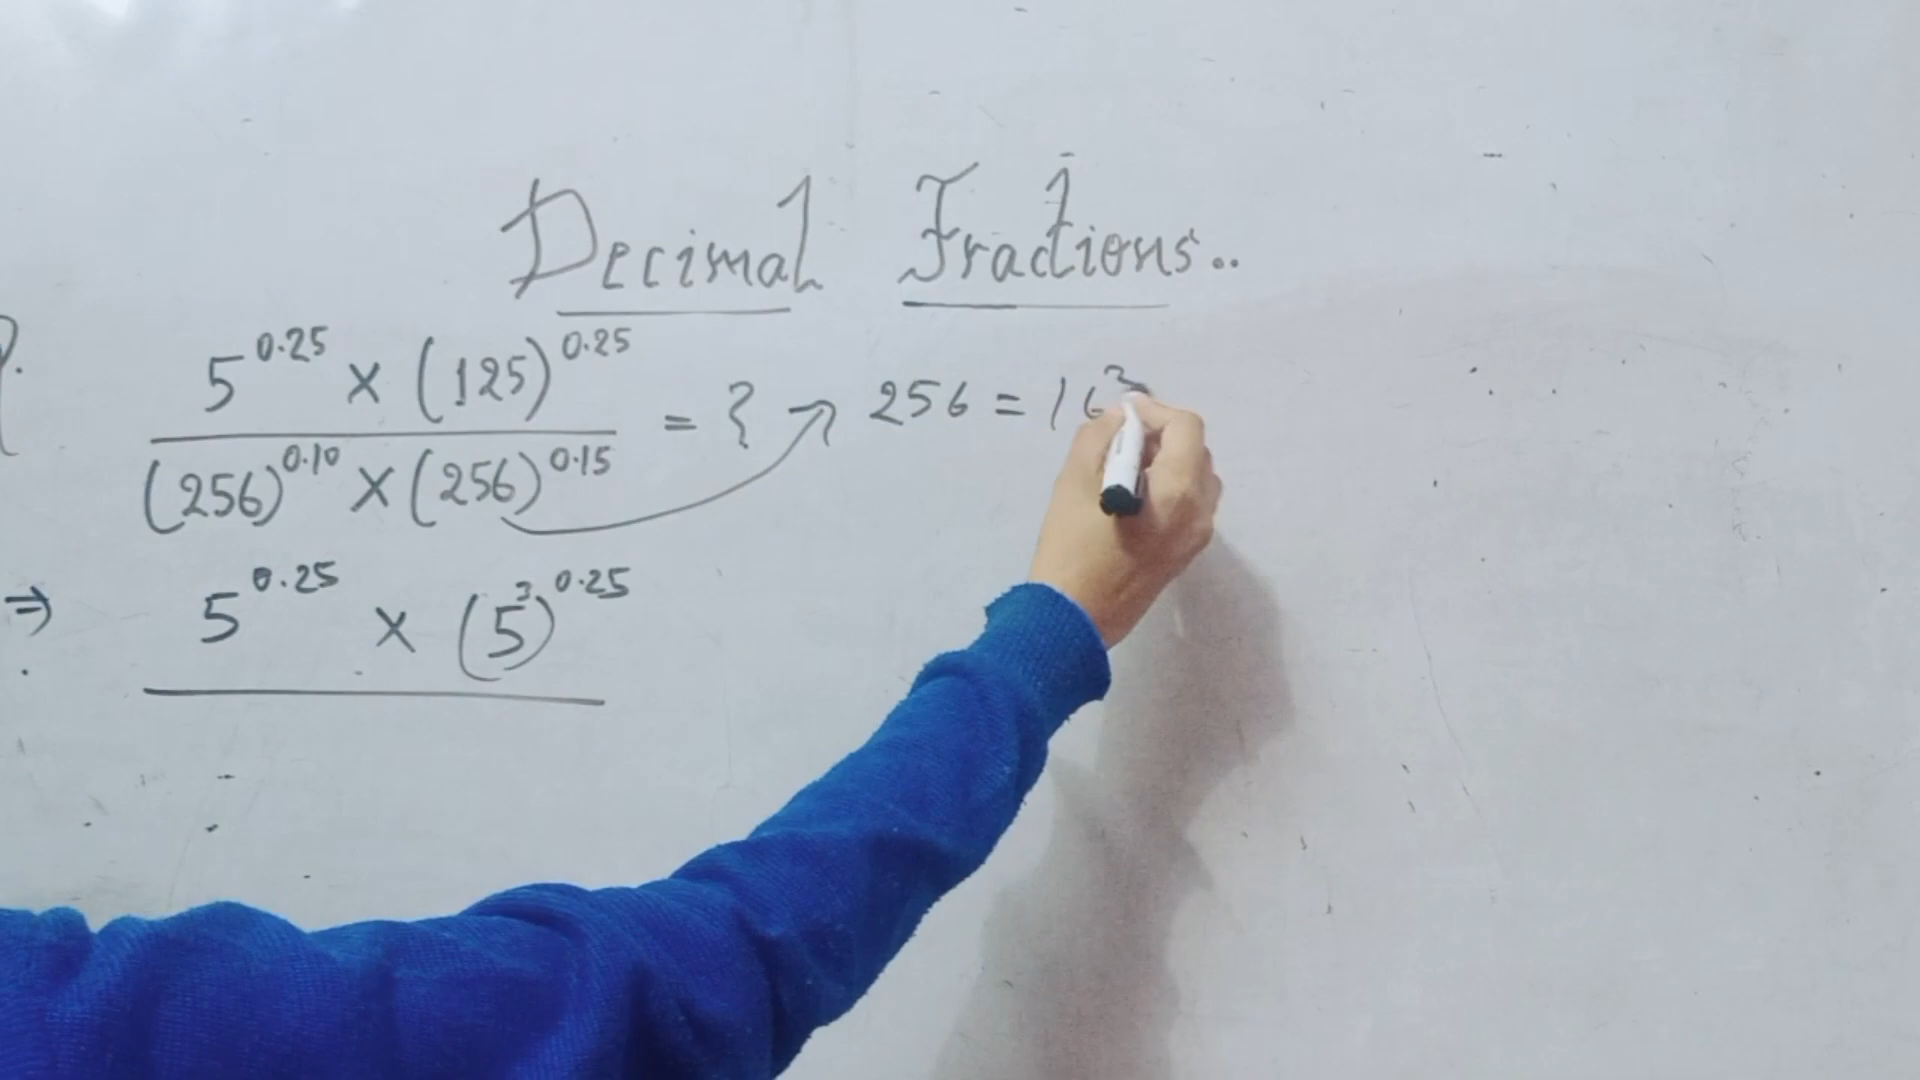 Decimal Fractions..
5^0.25 × (125)^0.25
(256)^0.10 × (256)^0.15
= ?
256 = 16^2
⇒ 5^0.25 × (5^3)^0.25